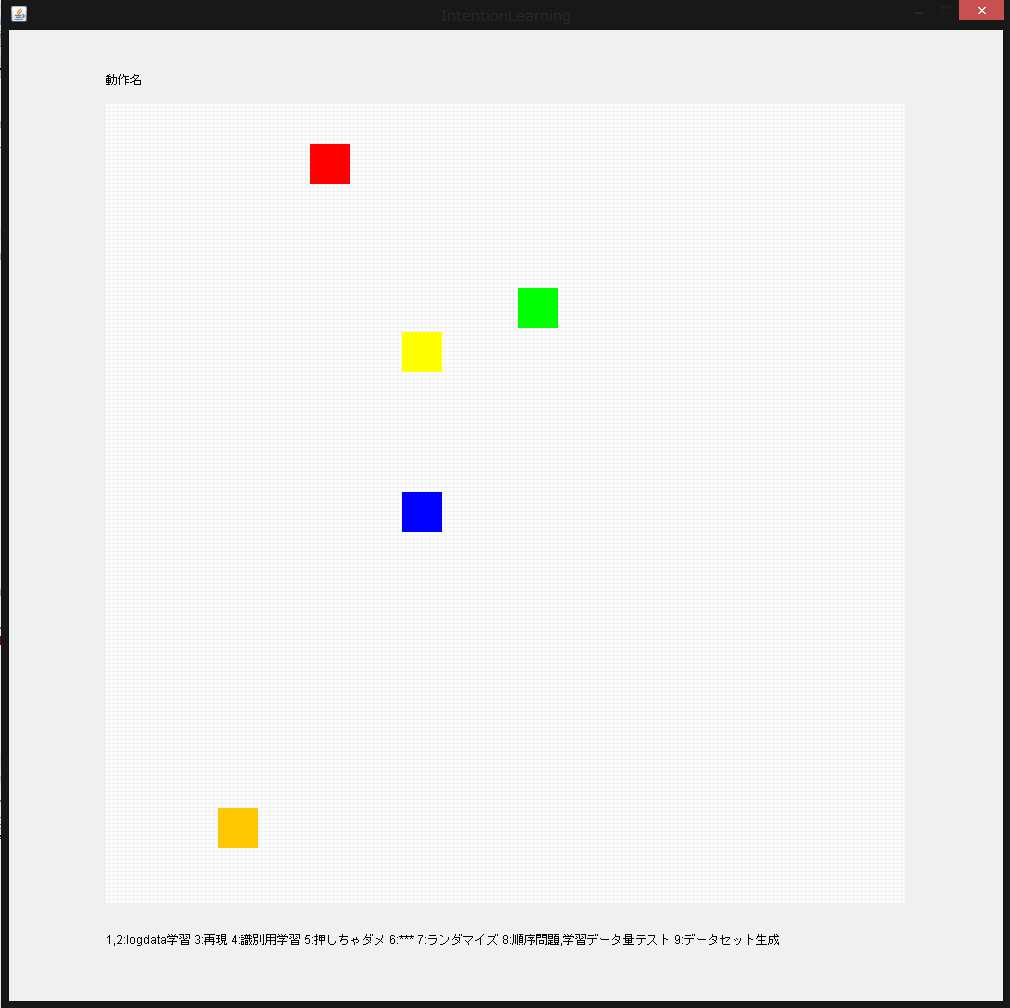 IntentionLearning
動作名
1,2:logdata学習 3:再現 4:識別用学習 5:押しちゃダメ 6:*** 7:ランダマイズ 8:順序問題,学習データ量テスト 9:データセット生成